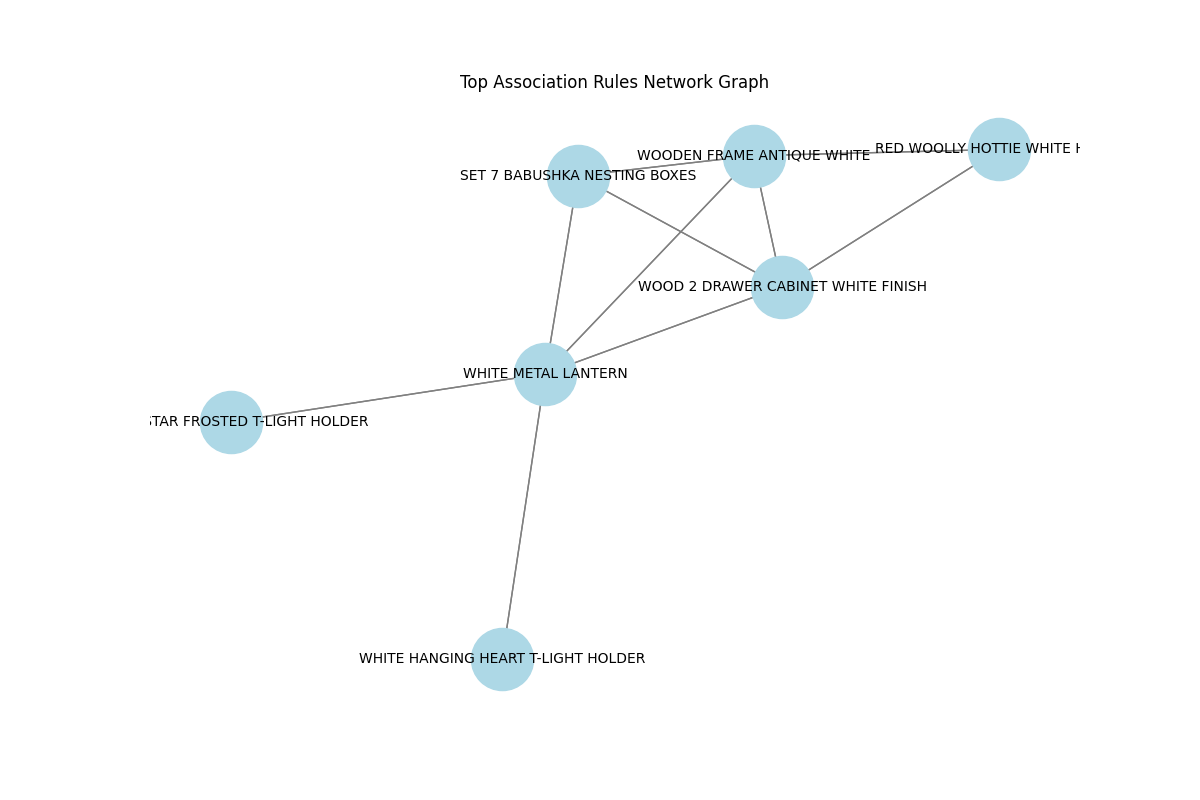 Top Association Rules Network Graph
RED WOOLLY HOTTIE WHITE
WOODEN FRAME ANTIQUE WHITE
SET 7 BABUSHKA NESTING BOXES
WOOD 2 DRAWER CABINET WHITE FINISH
WHITE METAL LANTERN
FROSTED T-LIGHT HOLDER
WHITE HANGING HEART T-LIGHT HOLDER